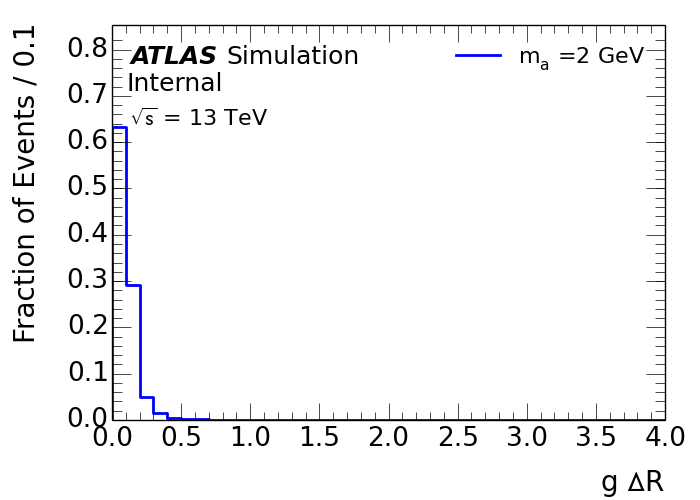 ATLAS Simulation
Internal
√s = 13 TeV
mₐ =2 GeV
Fraction of Events / 0.1
0.8
0.7
0.6
0.5
0.4
0.3
0.2
0.1
0.0
0.0 0.5 1.0 1.5 2.0 2.5 3.0 3.5 4.0
g ΔR